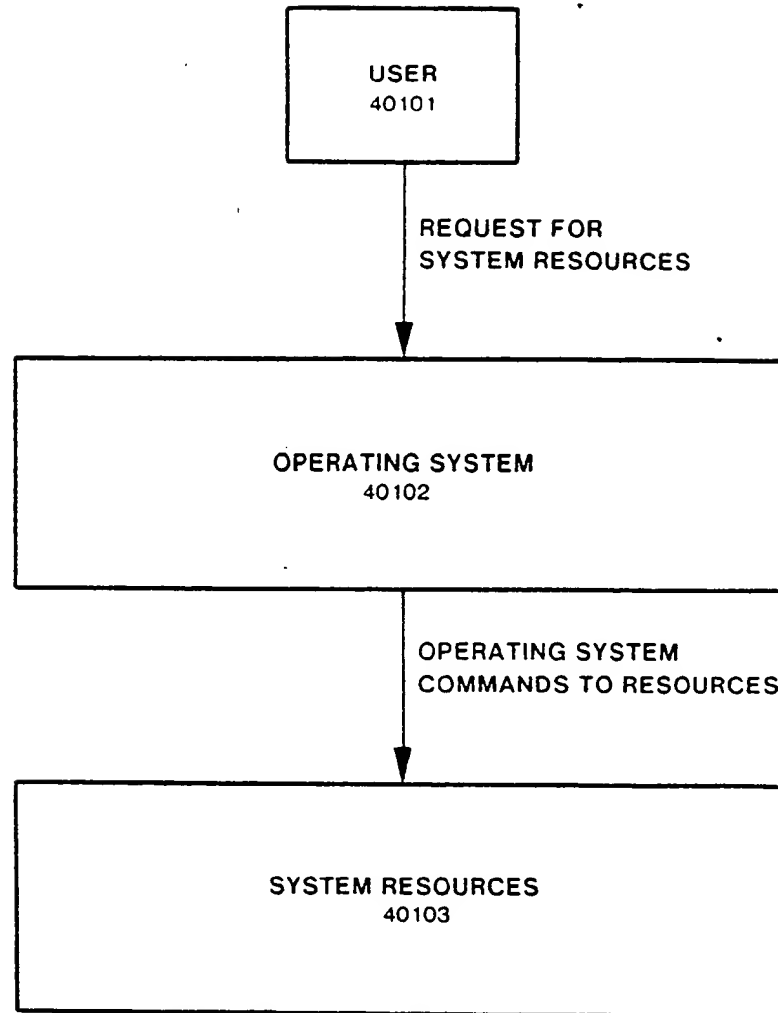 USER
40101
REQUEST FOR
SYSTEM RESOURCES
OPERATING SYSTEM
40102
OPERATING SYSTEM
COMMANDS TO RESOURCES
SYSTEM RESOURCES
40103